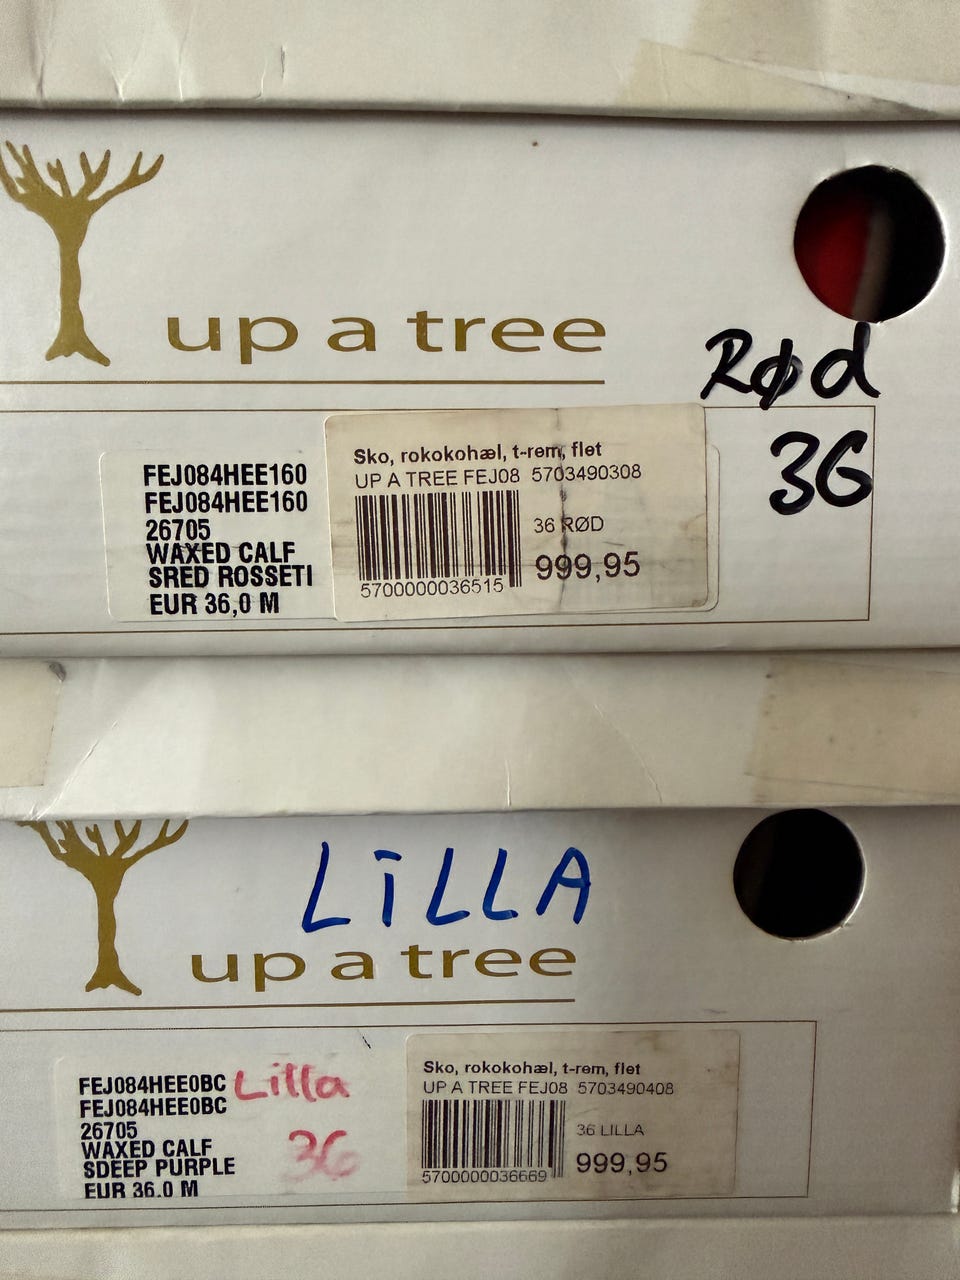 up a tree
Rød
36
FEJ084HEE160
FEJ084HEE160
26705
WAXED CALF
SRED ROSSETI
EUR 36,0 M
Sko, rokokohæl, t-rem, flet
UP A TREE FEJ08 5703490308
36 RØD
999,95
5700000036515
LILLA
up a tree
FEJ084HEE0BC
FEJ084HEE0BC
26705
WAXED CALF
SDEEP PURPLE
EUR 36,0 M
Lilla
36
Sko, rokokohæl, t-rem, flet
UP A TREE FEJ08 5703490408
36 LILLA
999,95
5700000036669